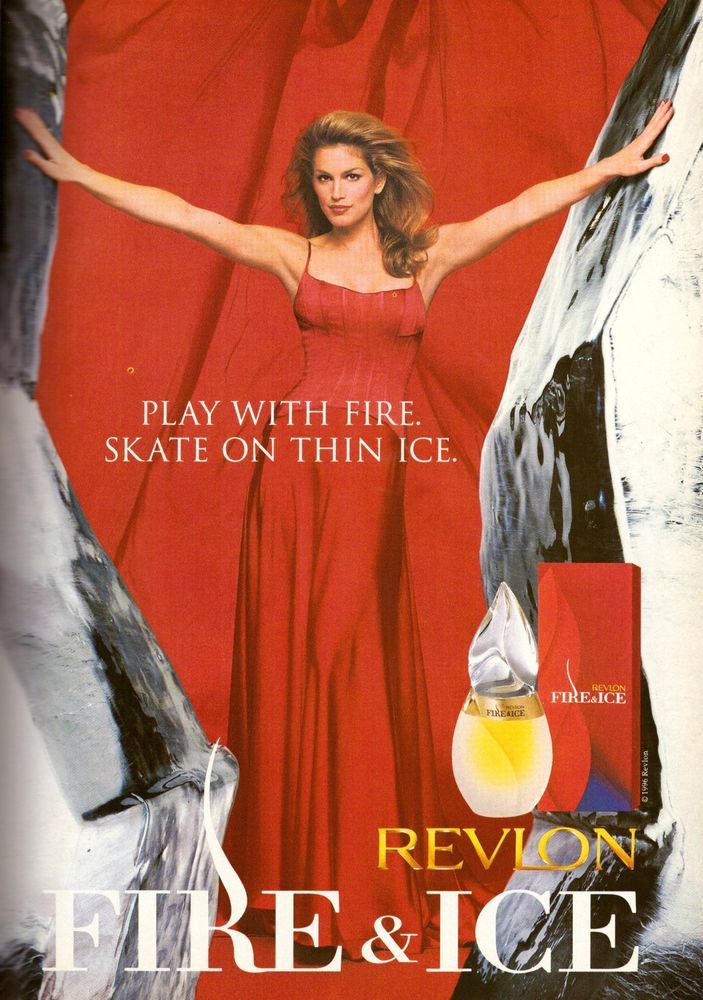 PLAY WITH FIRE.
SKATE ON THIN ICE.
REVLON
FIRE&ICE
REVLON
FIRE&ICE
© 1996 Revlon
REVLON
FIRE & ICE